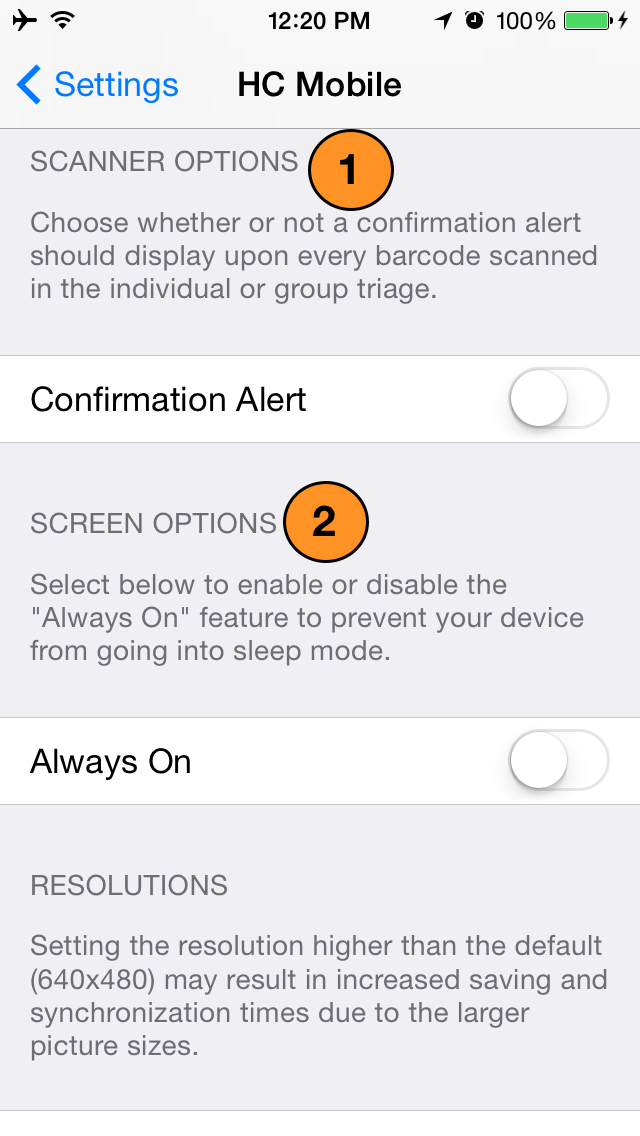 12:20 PM 100%
Settings HC Mobile
SCANNER OPTIONS 1
Choose whether or not a confirmation alert
should display upon every barcode scanned
in the individual or group triage.
Confirmation Alert
SCREEN OPTIONS 2
Select below to enable or disable the
"Always On" feature to prevent your device
from going into sleep mode.
Always On
RESOLUTIONS
Setting the resolution higher than the default
(640x480) may result in increased saving and
synchronization times due to the larger
picture sizes.